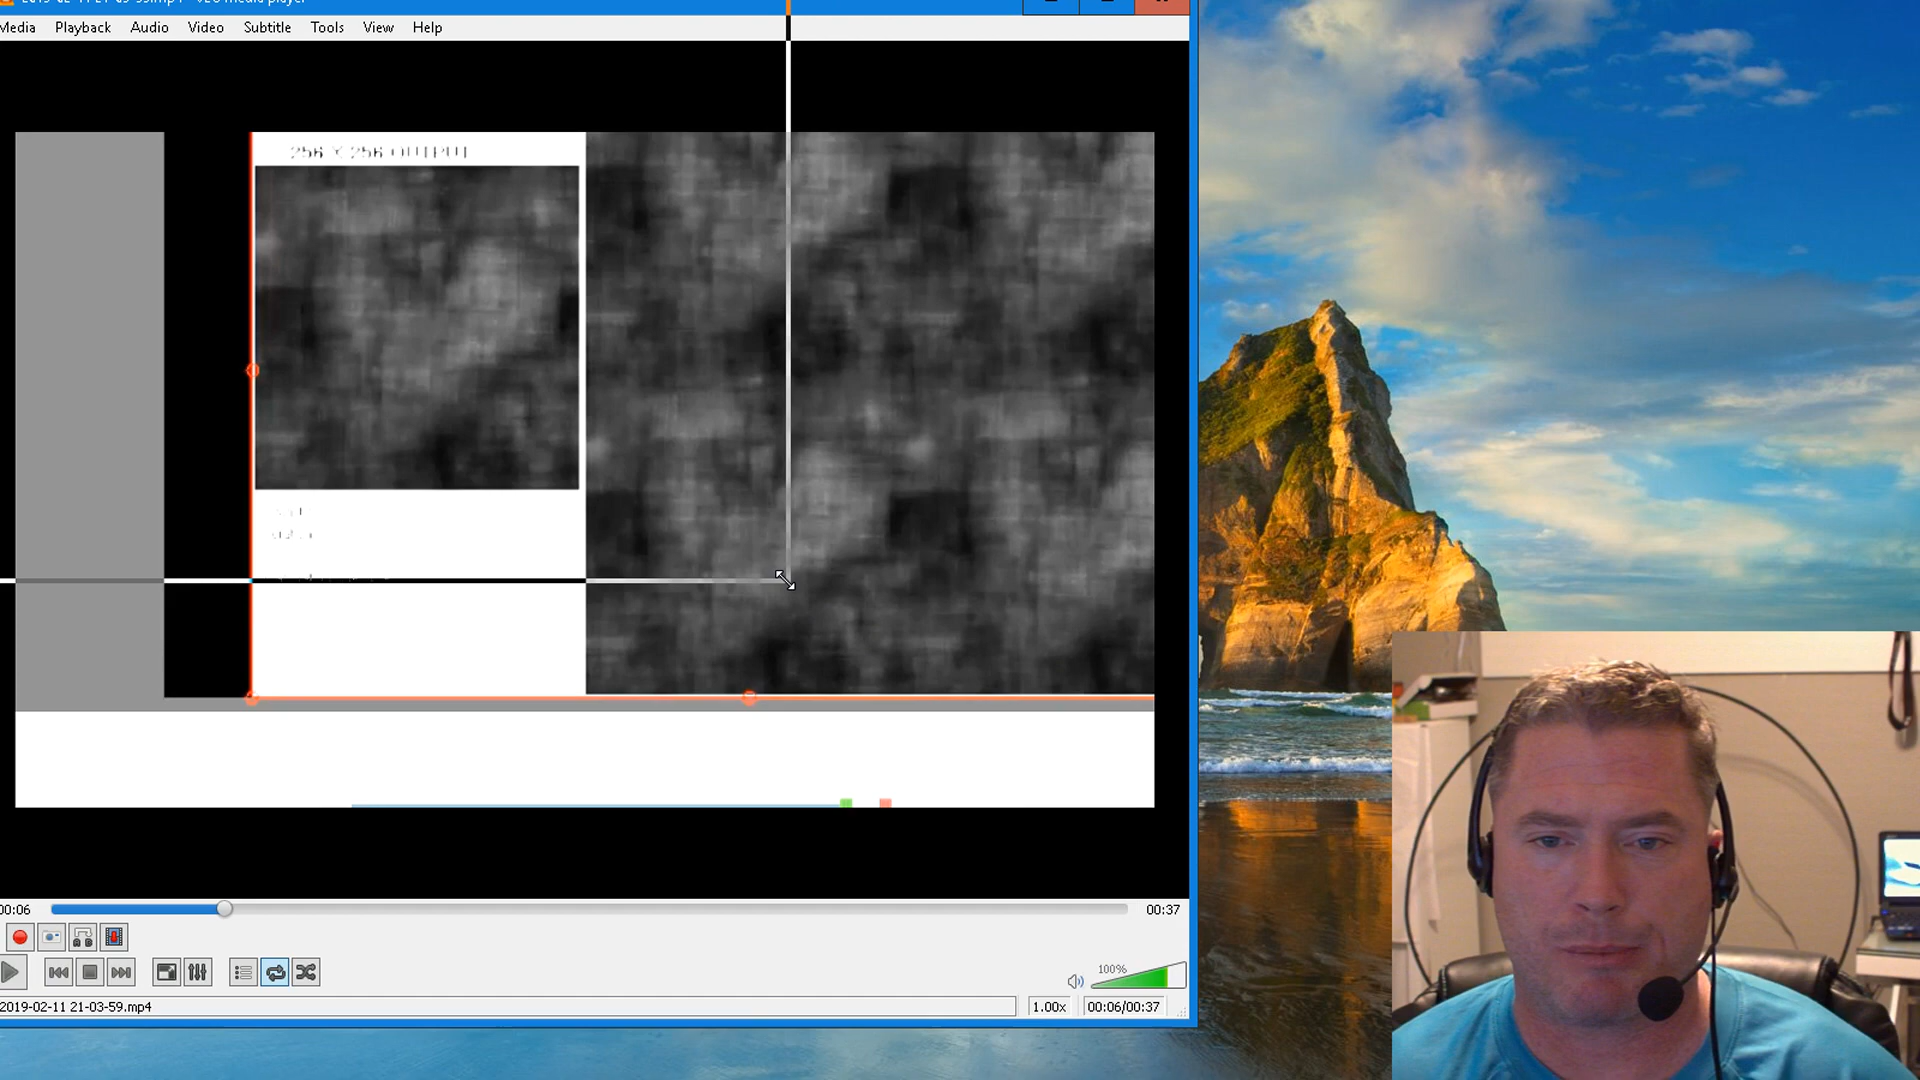 Media Playback Audio Video Subtitle Tools View Help
256 X 256 OUTPUT
00:06
00:37
100%
2019-02-11 21-03-59.mp4
1.00x
00:06/00:37